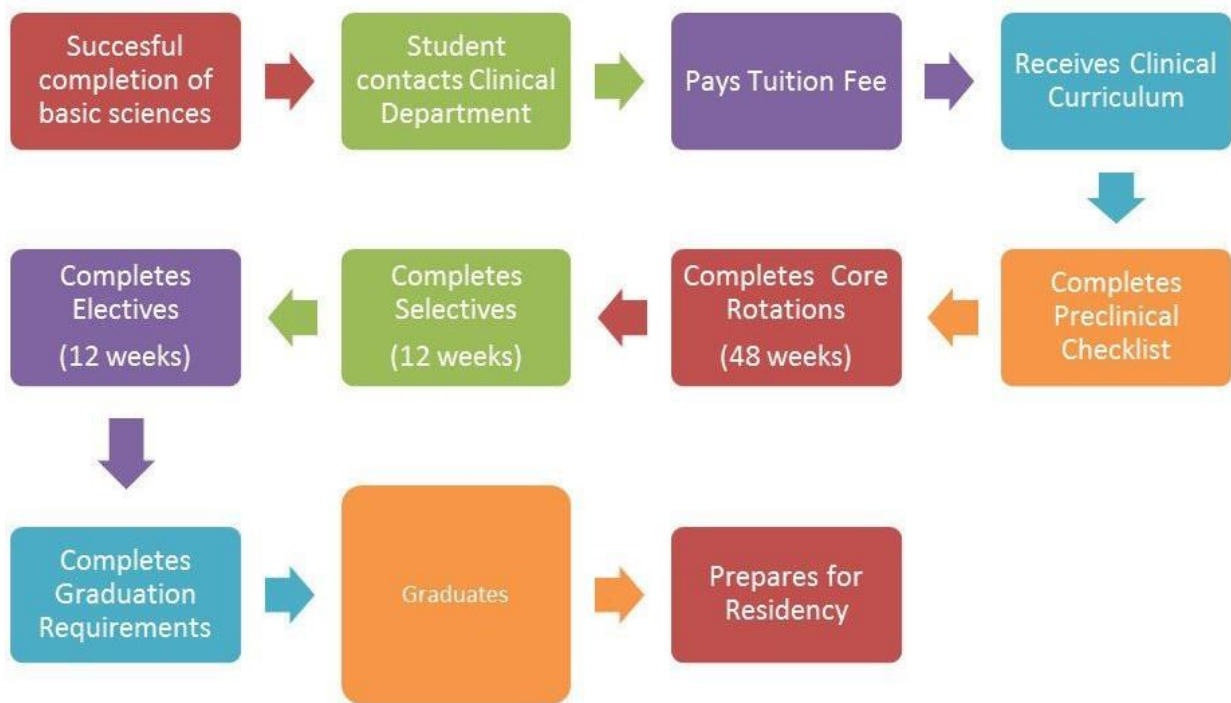 Succesful
completion of
basic sciences
Student
contacts Clinical
Department
Pays Tuition Fee
Receives Clinical
Curriculum
Completes
Preclinical
Checklist
Completes Core
Rotations
(48 weeks)
Completes
Selectives
(12 weeks)
Completes
Electives
(12 weeks)
Completes
Graduation
Requirements
Graduates
Prepares for
Residency